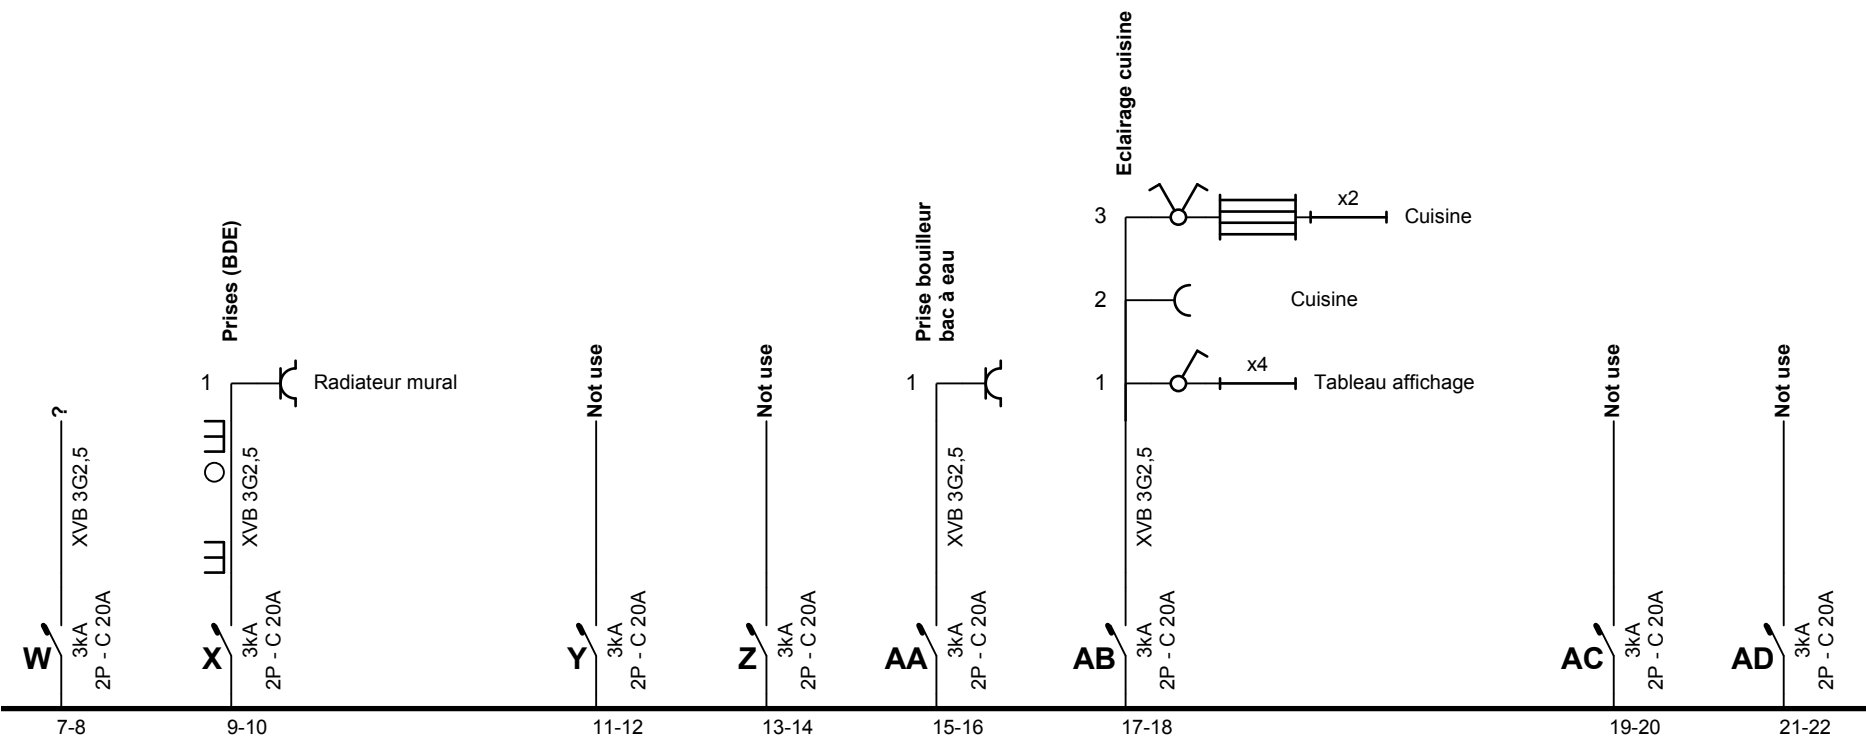 ?
XVB 3G2,5
3kA
2P - C 20A
W
7-8
Prises (BDE)
1
Radiateur mural
XVB 3G2,5
3kA
2P - C 20A
X
9-10
Not use
3kA
2P - C 20A
Y
11-12
Not use
3kA
2P - C 20A
Z
13-14
Prise bouilleur
bac à eau
1
XVB 3G2,5
3kA
2P - C 20A
AA
15-16
Eclairage cuisine
3
x2
Cuisine
2
Cuisine
1
x4
Tableau affichage
XVB 3G2,5
3kA
2P - C 20A
AB
17-18
Not use
3kA
2P - C 20A
AC
19-20
Not use
3kA
2P - C 20A
AD
21-22